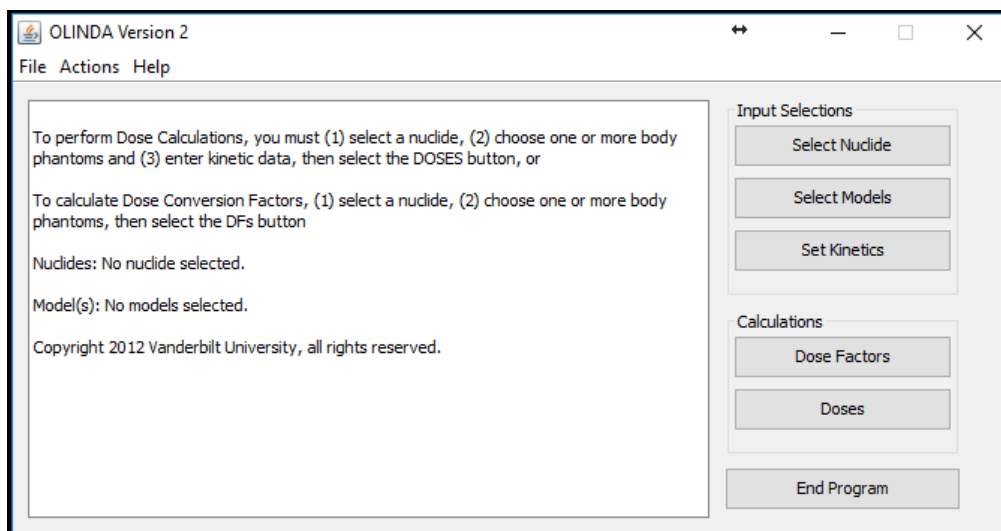 OLINDA Version 2
File Actions Help
To perform Dose Calculations, you must (1) select a nuclide, (2) choose one or more body
phantoms and (3) enter kinetic data, then select the DOSES button, or
To calculate Dose Conversion Factors, (1) select a nuclide, (2) choose one or more body
phantoms, then select the DFs button
Nuclides: No nuclide selected.
Model(s): No models selected.
Copyright 2012 Vanderbilt University, all rights reserved.
Input Selections
Select Nuclide
Select Models
Set Kinetics
Calculations
Dose Factors
Doses
End Program